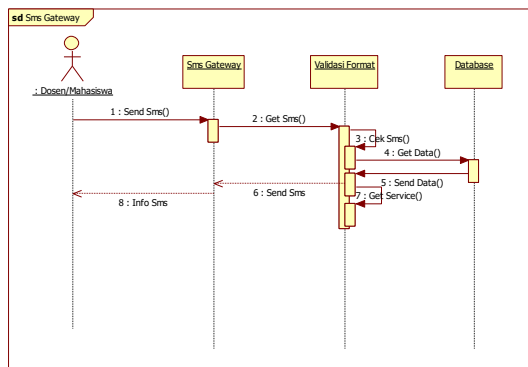 sd Sms Gateway
: Dosen/Mahasiswa
Sms Gateway
Validasi Format
Database
1 : Send Sms()
2 : Get Sms()
3 : Cek Sms()
4 : Get Data()
5 : Send Data()
6 : Send Sms
7 : Get Service()
8 : Info Sms